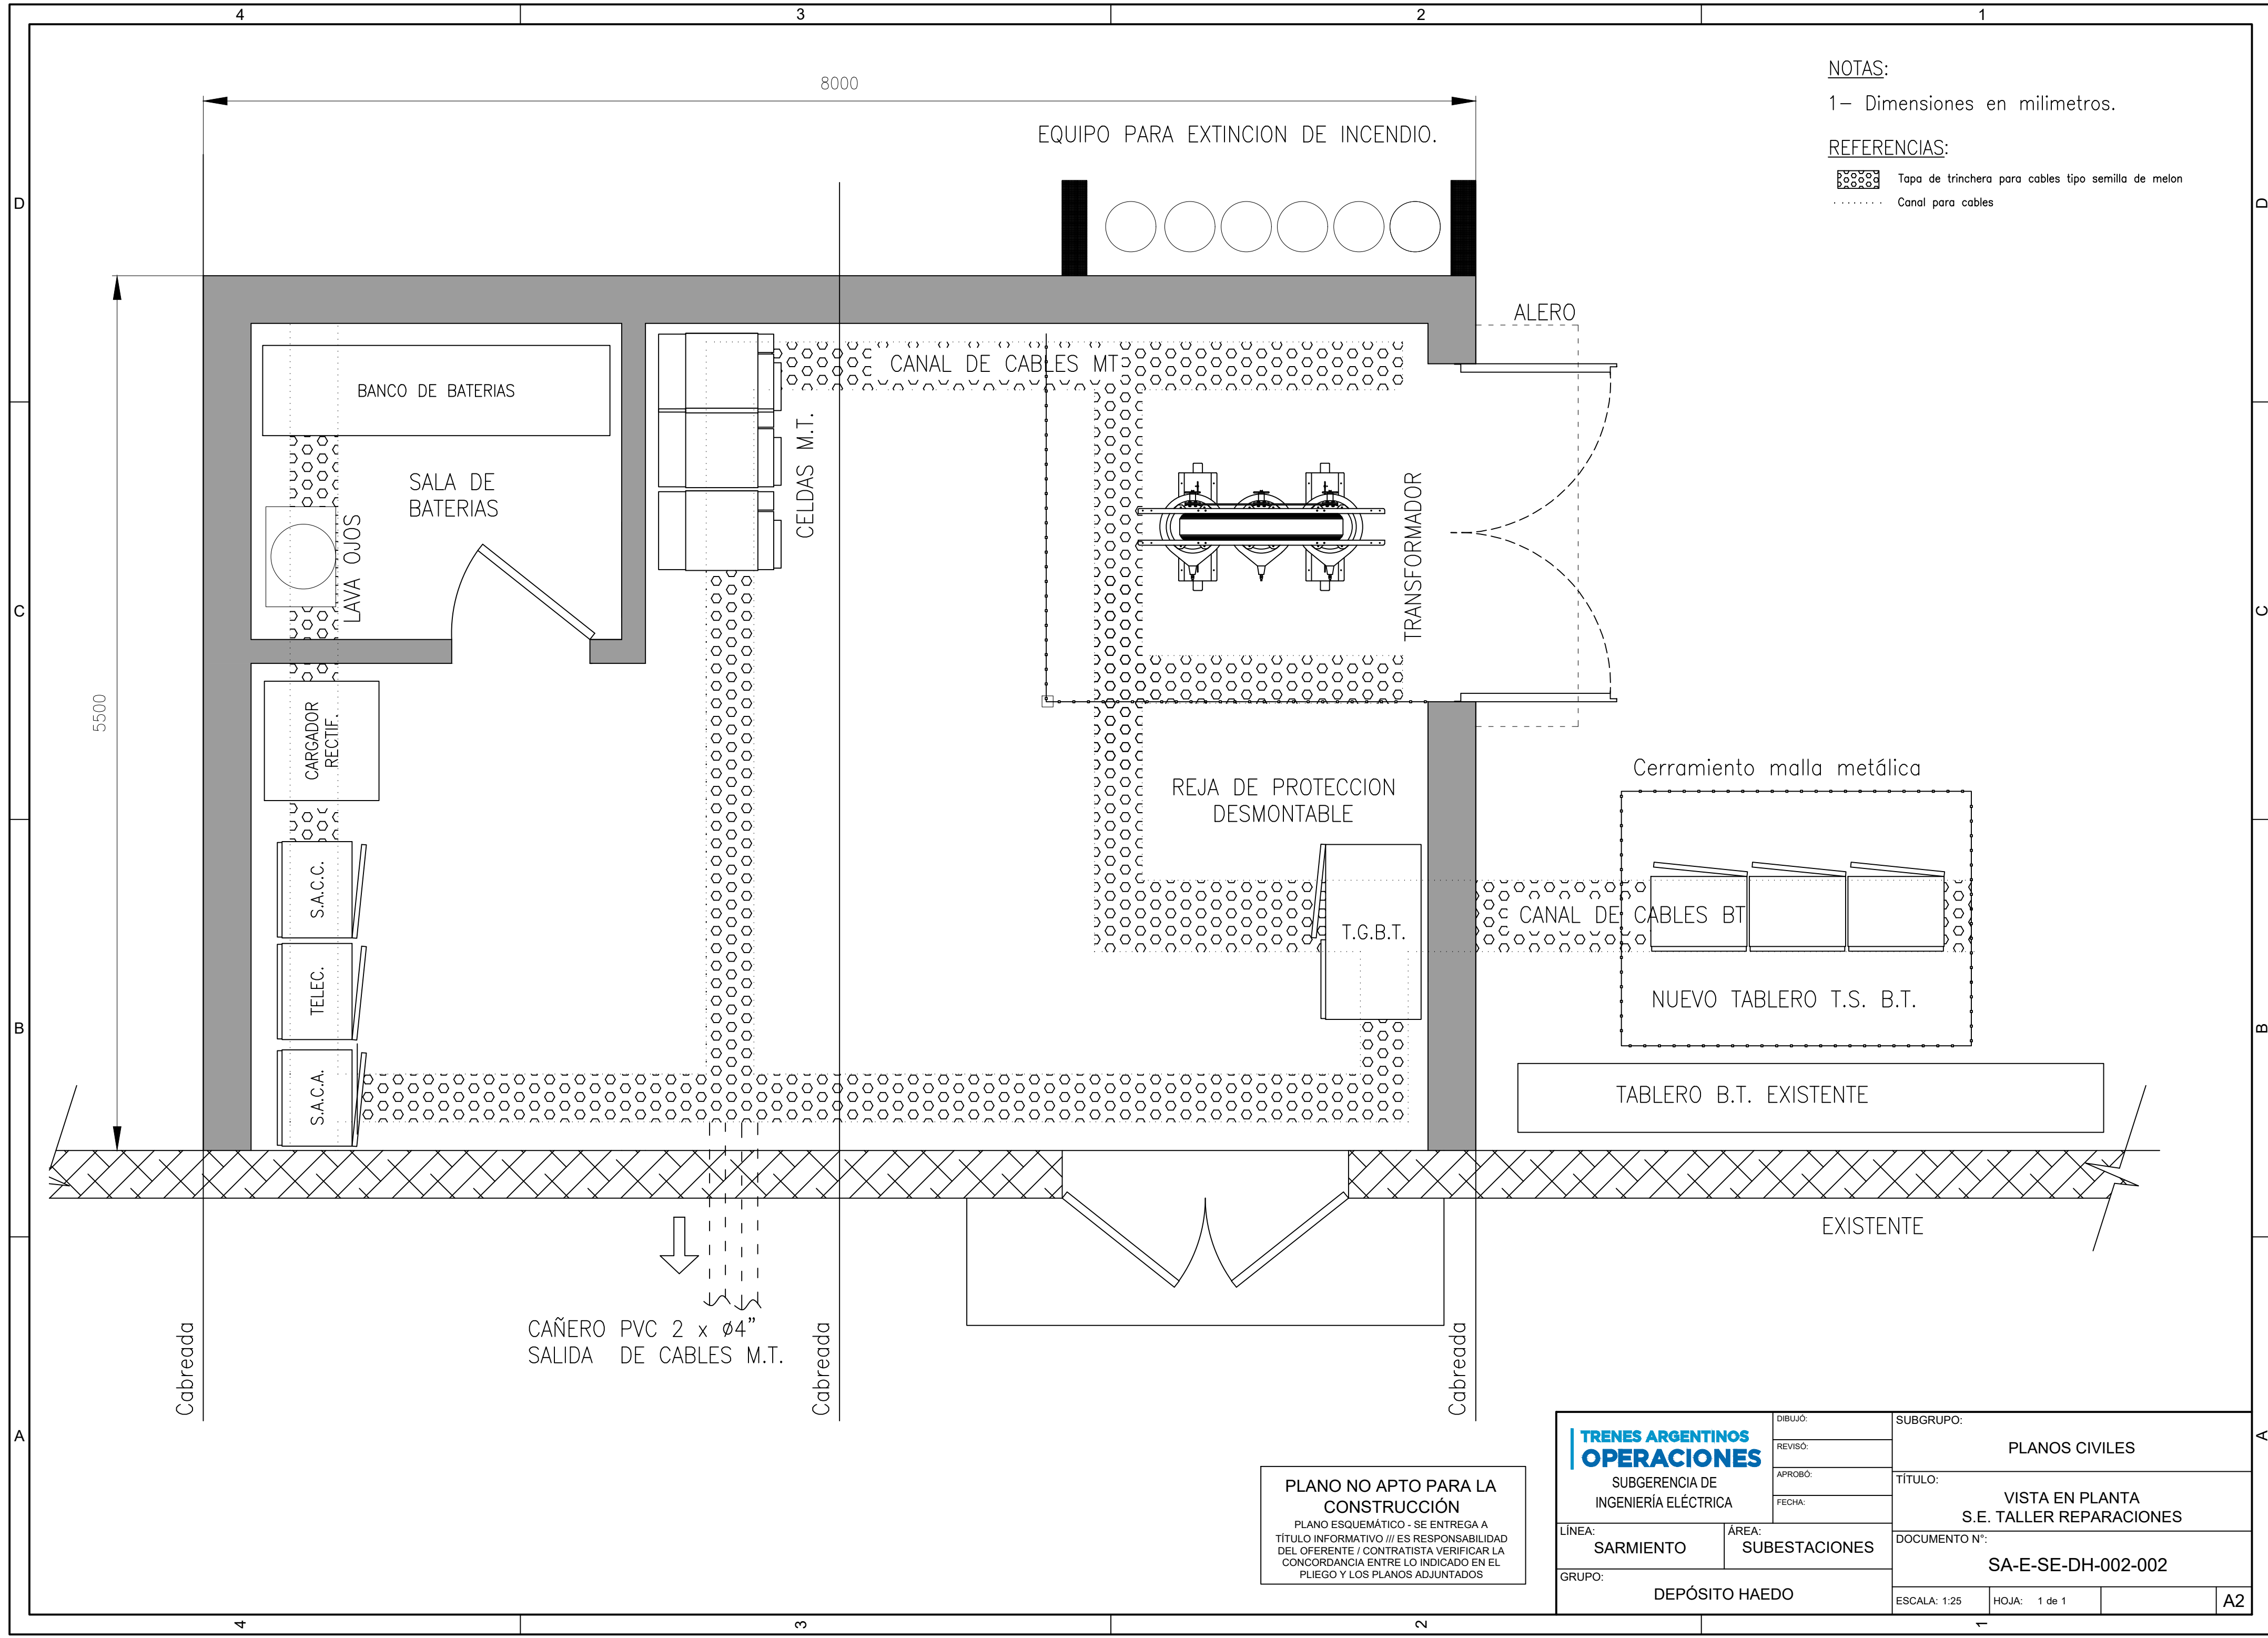 4
3
2
1
D
C
B
A
D
C
B
A
NOTAS:
1- Dimensiones en milimetros.
REFERENCIAS:
Tapa de trinchera para cables tipo semilla de melon
Canal para cables
8000
EQUIPO PARA EXTINCION DE INCENDIO.
ALERO
5500
CANAL DE CABLES MT
BANCO DE BATERIAS
SALA DE
BATERIAS
LAVA OJOS
CELDAS M.T.
TRANSFORMADOR
CARGADOR
RECTIF.
REJA DE PROTECCION
DESMONTABLE
Cerramiento malla metálica
S.A.C.C.
TELEC.
S.A.C.A.
T.G.B.T.
CANAL DE CABLES BT
NUEVO TABLERO T.S. B.T.
TABLERO B.T. EXISTENTE
EXISTENTE
CAÑERO PVC 2 x ø4”
SALIDA DE CABLES M.T.
Cabreada
Cabreada
Cabreada
PLANO NO APTO PARA LA
CONSTRUCCIÓN
PLANO ESQUEMÁTICO - SE ENTREGA A
TÍTULO INFORMATIVO /// ES RESPONSABILIDAD
DEL OFERENTE / CONTRATISTA VERIFICAR LA
CONCORDANCIA ENTRE LO INDICADO EN EL
PLIEGO Y LOS PLANOS ADJUNTADOS
TRENES ARGENTINOS
OPERACIONES
SUBGERENCIA DE
INGENIERÍA ELÉCTRICA
DIBUJÓ:
REVISÓ:
APROBÓ:
FECHA:
SUBGRUPO:
PLANOS CIVILES
TÍTULO:
VISTA EN PLANTA
S.E. TALLER REPARACIONES
LÍNEA:
SARMIENTO
ÁREA:
SUBESTACIONES
DOCUMENTO N°:
SA-E-SE-DH-002-002
GRUPO:
DEPÓSITO HAEDO
ESCALA: 1:25
HOJA: 1 de 1
A2
4
3
2
1